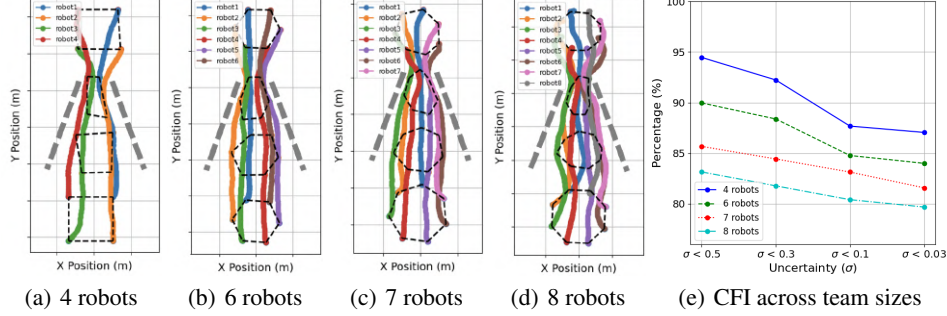 robot1
robot2
robot3
robot4
Y Position (m)
X Position (m)
(a) 4 robots
robot1
robot2
robot3
robot4
robot5
robot6
Y Position (m)
X Position (m)
(b) 6 robots
robot1
robot2
robot3
robot4
robot5
robot6
robot7
Y Position (m)
X Position (m)
(c) 7 robots
robot1
robot2
robot3
robot4
robot5
robot6
robot7
robot8
Y Position (m)
X Position (m)
(d) 8 robots
100
95
90
85
80
Percentage (%)
4 robots
6 robots
7 robots
8 robots
σ < 0.5 σ < 0.3 σ < 0.1 σ < 0.03
Uncertainty (σ)
(e) CFI across team sizes